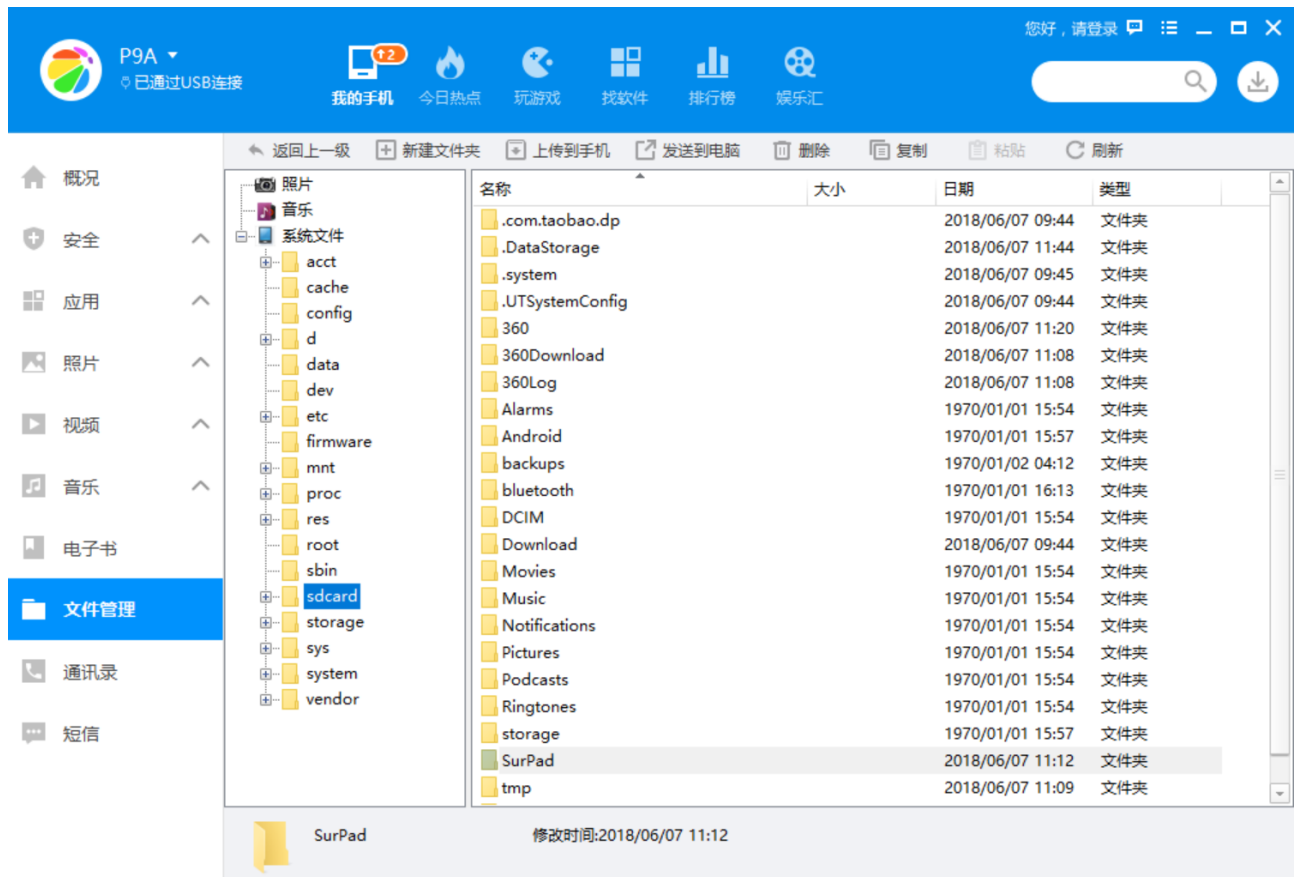 您好，请登录
P9A
已通过USB连接
2
我的手机 今日热点 玩游戏 找软件 排行榜 娱乐汇
返回上一级 新建文件夹 上传到手机 发送到电脑 删除 复制 粘贴 刷新
概况
安全
应用
照片
视频
音乐
电子书
文件管理
通讯录
短信
照片
音乐
系统文件
acct
cache
config
d
data
dev
etc
firmware
mnt
proc
res
root
sbin
sdcard
storage
sys
system
vendor
名称 大小 日期 类型
.com.taobao.dp 2018/06/07 09:44 文件夹
.DataStorage 2018/06/07 11:44 文件夹
.system 2018/06/07 09:45 文件夹
.UTSystemConfig 2018/06/07 09:44 文件夹
360 2018/06/07 11:20 文件夹
360Download 2018/06/07 11:08 文件夹
360Log 2018/06/07 11:08 文件夹
Alarms 1970/01/01 15:54 文件夹
Android 1970/01/01 15:57 文件夹
backups 1970/01/02 04:12 文件夹
bluetooth 1970/01/01 16:13 文件夹
DCIM 1970/01/01 15:54 文件夹
Download 2018/06/07 09:44 文件夹
Movies 1970/01/01 15:54 文件夹
Music 1970/01/01 15:54 文件夹
Notifications 1970/01/01 15:54 文件夹
Pictures 1970/01/01 15:54 文件夹
Podcasts 1970/01/01 15:54 文件夹
Ringtones 1970/01/01 15:54 文件夹
storage 1970/01/01 15:57 文件夹
SurPad 2018/06/07 11:12 文件夹
tmp 2018/06/07 11:09 文件夹
SurPad 修改时间:2018/06/07 11:12